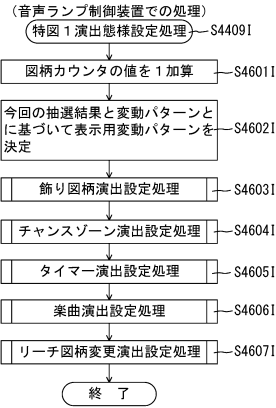 （音声ランプ制御装置での処理）
特図１演出態様設定処理
S4409I
図柄カウンタの値を１加算
S4601I
今回の抽選結果と変動パターンと
に基づいて表示用変動パターンを
決定
S4602I
飾り図柄演出設定処理
S4603I
チャンスゾーン演出設定処理
S4604I
タイマー演出設定処理
S4605I
楽曲演出設定処理
S4606I
リーチ図柄変更演出設定処理
S4607I
終　了